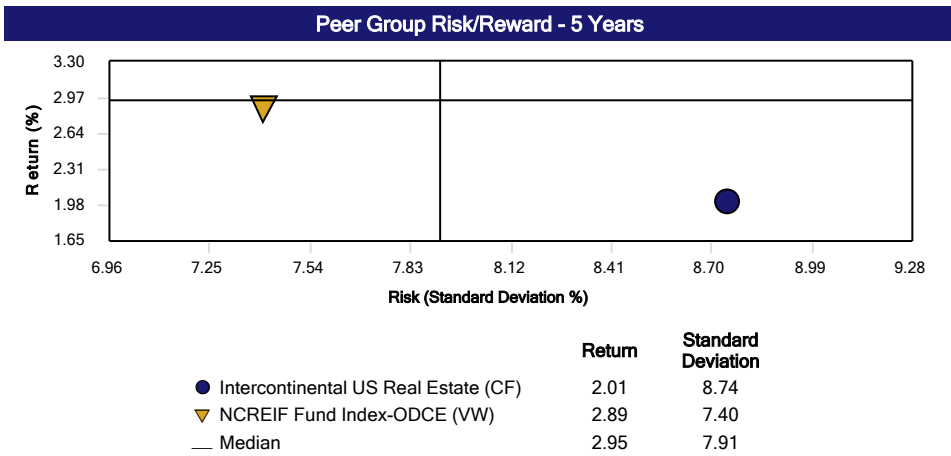 Peer Group Risk/Reward - 5 Years
3.30
2.97
2.64
2.31
1.98
1.65
Return (%)
6.96 7.25 7.54 7.83 8.12 8.41 8.70 8.99 9.28
Risk (Standard Deviation %)
Return Standard Deviation
Intercontinental US Real Estate (CF) 2.01 8.74
NCREIF Fund Index-ODCE (VW) 2.89 7.40
Median 2.95 7.91